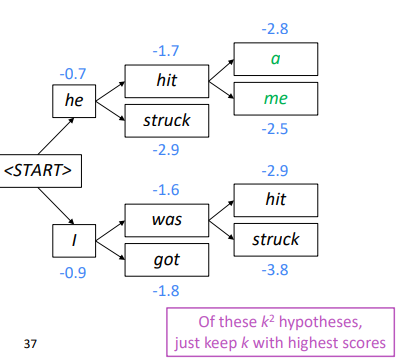 -2.8
-1.7
a
-0.7
hit
he
me
struck
-2.5
-2.9
<START>
-2.9
-1.6
hit
was
I
struck
got
-0.9
-3.8
-1.8
Of these k² hypotheses,
just keep k with highest scores
37